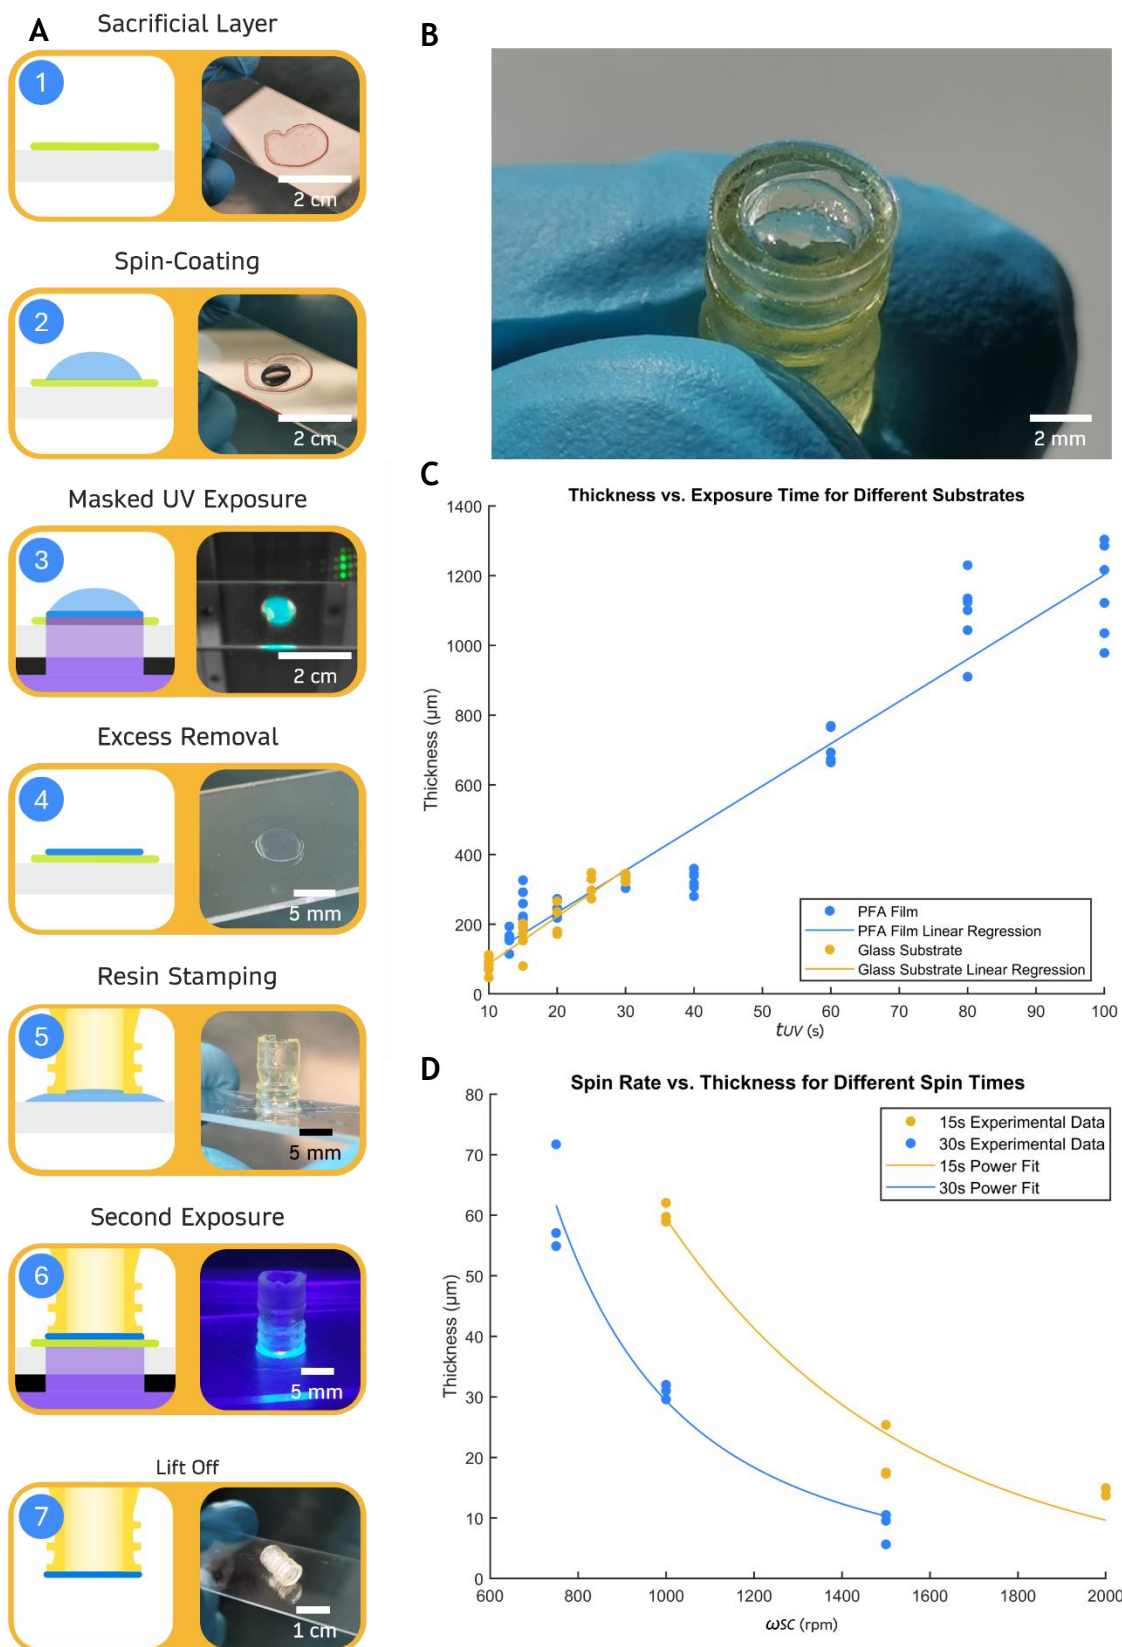 A
Sacrificial Layer
1
2 cm
Spin-Coating
2
2 cm
Masked UV Exposure
3
2 cm
Excess Removal
4
5 mm
Resin Stamping
5
5 mm
Second Exposure
6
5 mm
Lift Off
7
1 cm
B
2 mm
C
Thickness vs. Exposure Time for Different Substrates
1400
1200
1000
800
600
400
200
0
Thickness (μm)
10 20 30 40 50 60 70 80 90 100
tUV (s)
PFA Film
PFA Film Linear Regression
Glass Substrate
Glass Substrate Linear Regression
D
Spin Rate vs. Thickness for Different Spin Times
80
70
60
50
40
30
20
10
0
Thickness (μm)
600 800 1000 1200 1400 1600 1800 2000
ωSC (rpm)
15s Experimental Data
30s Experimental Data
15s Power Fit
30s Power Fit